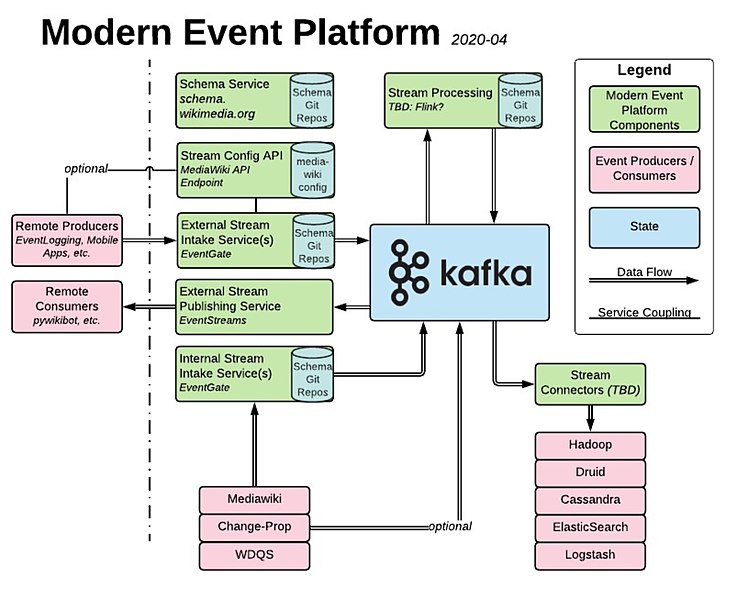 Modern Event Platform 2020-04
Schema Service
schema.
wikimedia.org
Schema
Git
Repos
Stream Processing
TBD: Flink?
Schema
Git
Repos
Legend
Modern Event
Platform
Components
Event Producers /
Consumers
State
Data Flow
Service Coupling
Stream Config API
MediaWiki API
Endpoint
media-
wiki
config
optional
Remote Producers
EventLogging, Mobile
Apps, etc.
External Stream
Intake Service(s)
EventGate
Schema
Git
Repos
kafka
Remote
Consumers
pywikibot, etc.
External Stream
Publishing Service
EventStreams
Internal Stream
Intake Service(s)
EventGate
Schema
Git
Repos
Stream
Connectors (TBD)
Hadoop
Druid
Cassandra
ElasticSearch
Logstash
Mediawiki
Change-Prop
WDQS
optional